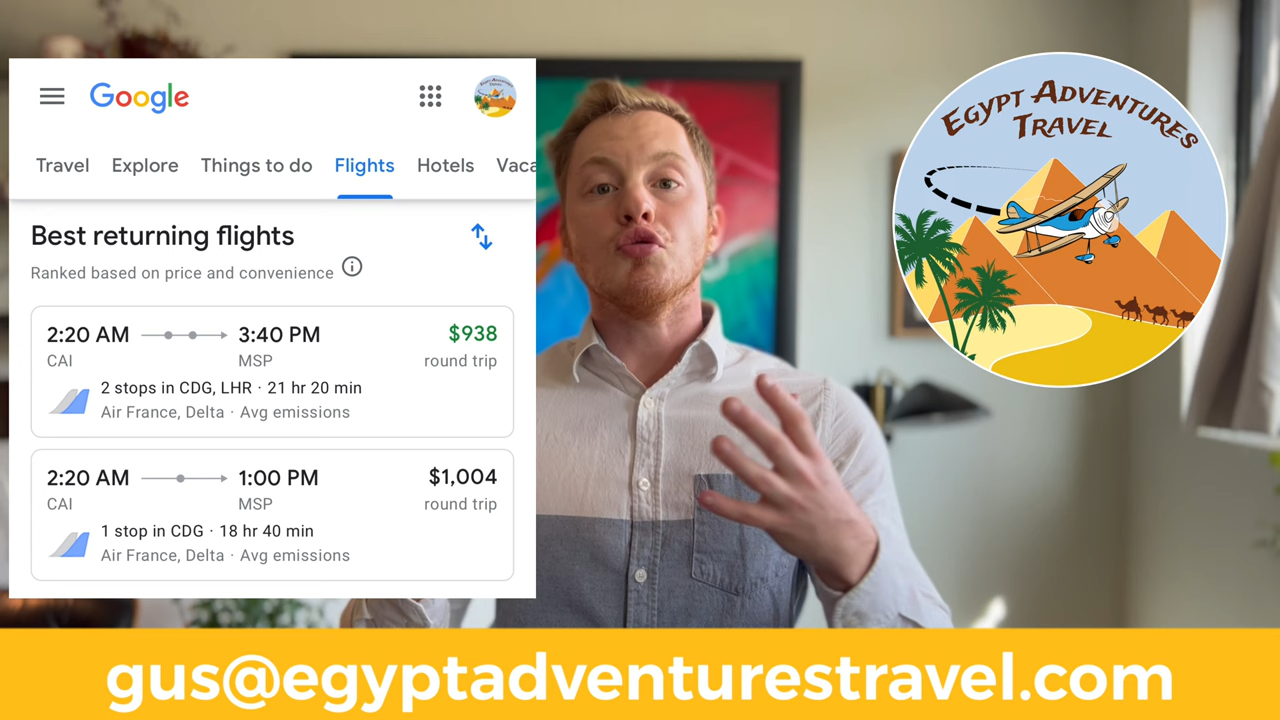 Google
Travel Explore Things to do Flights Hotels Vaca
Best returning flights
Ranked based on price and convenience
2:20 AM 3:40 PM $938
CAI MSP round trip
2 stops in CDG, LHR · 21 hr 20 min
Air France, Delta · Avg emissions
2:20 AM 1:00 PM $1,004
CAI MSP round trip
1 stop in CDG · 18 hr 40 min
Air France, Delta · Avg emissions
EGYPT ADVENTURES
TRAVEL
gus@egyptadventurestravel.com